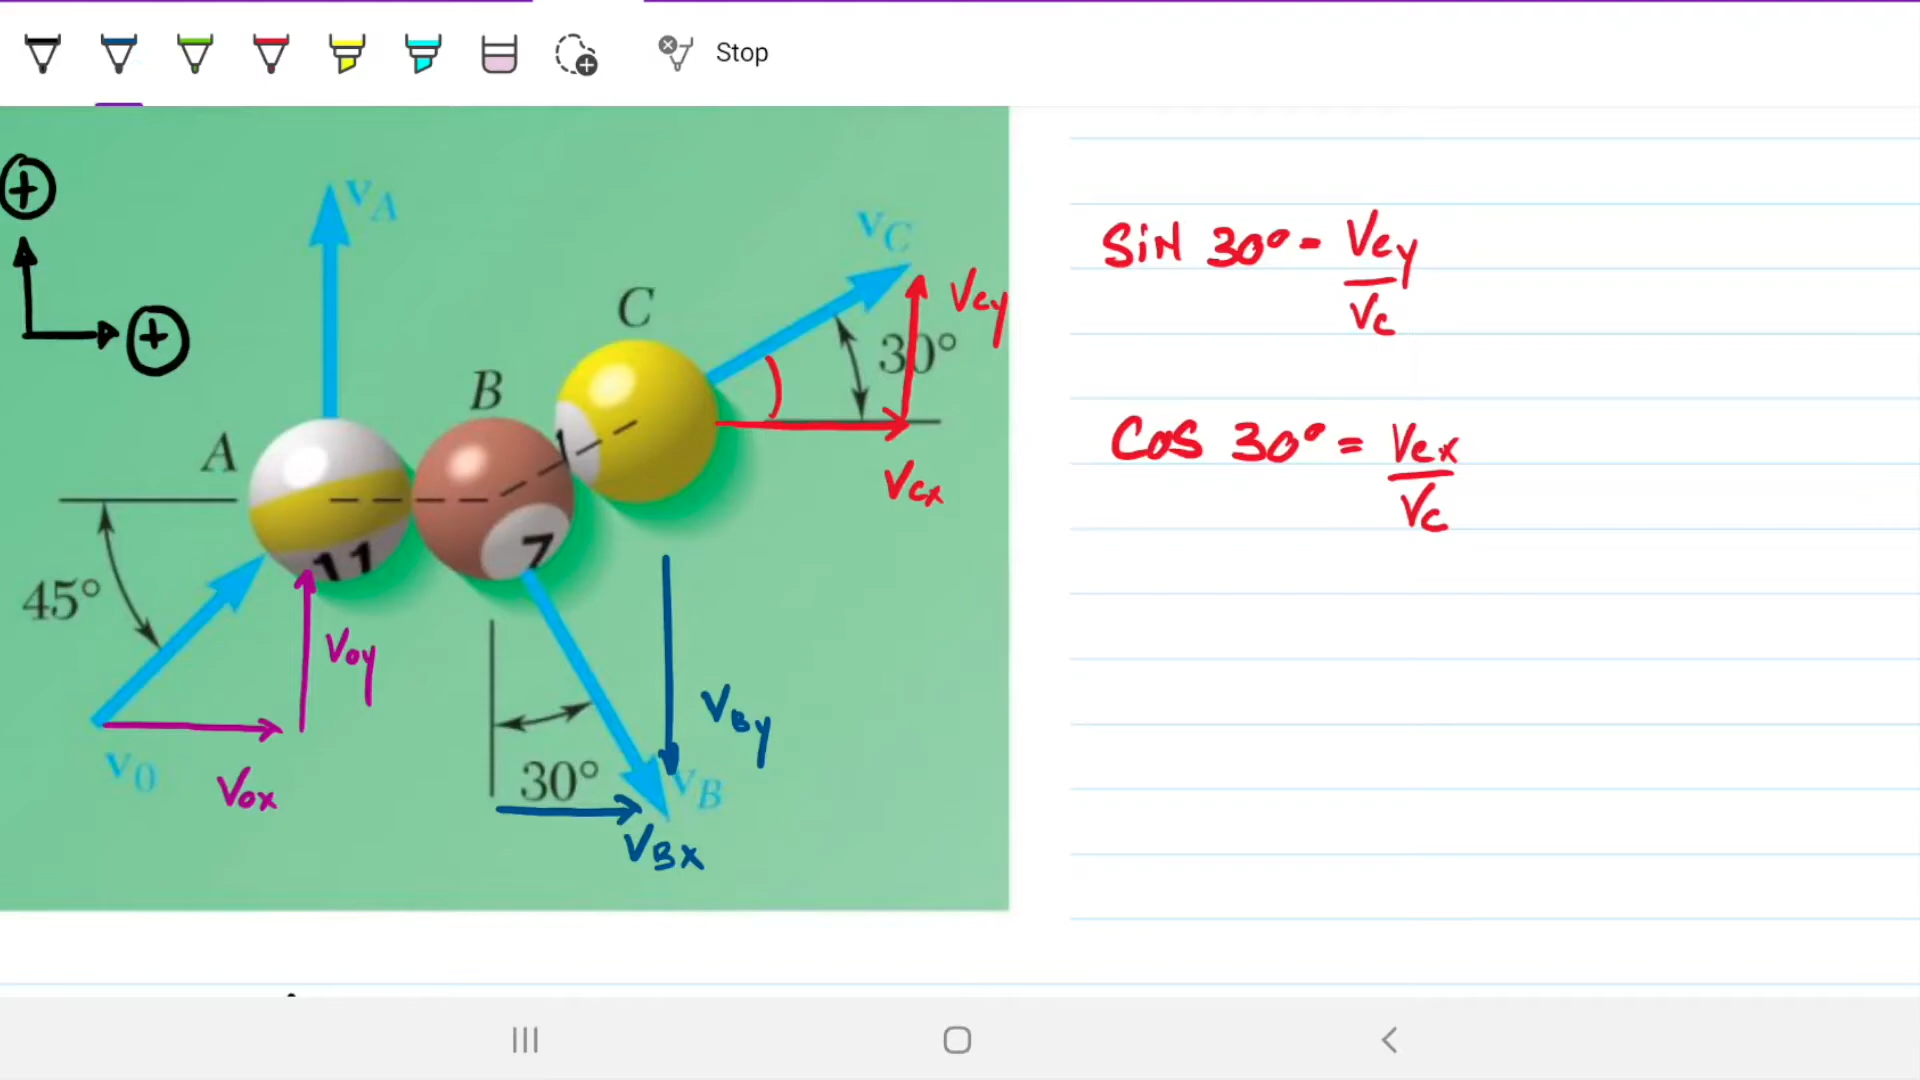 Stop
+
+
vA
vC
Vcy
C
30°
B
A
Vcx
11
7
45°
Voy
VBy
v0
Vox
30°
vB
VBx
SiN 30° = Vcy
Vc
Cos 30° = Vcx
Vc